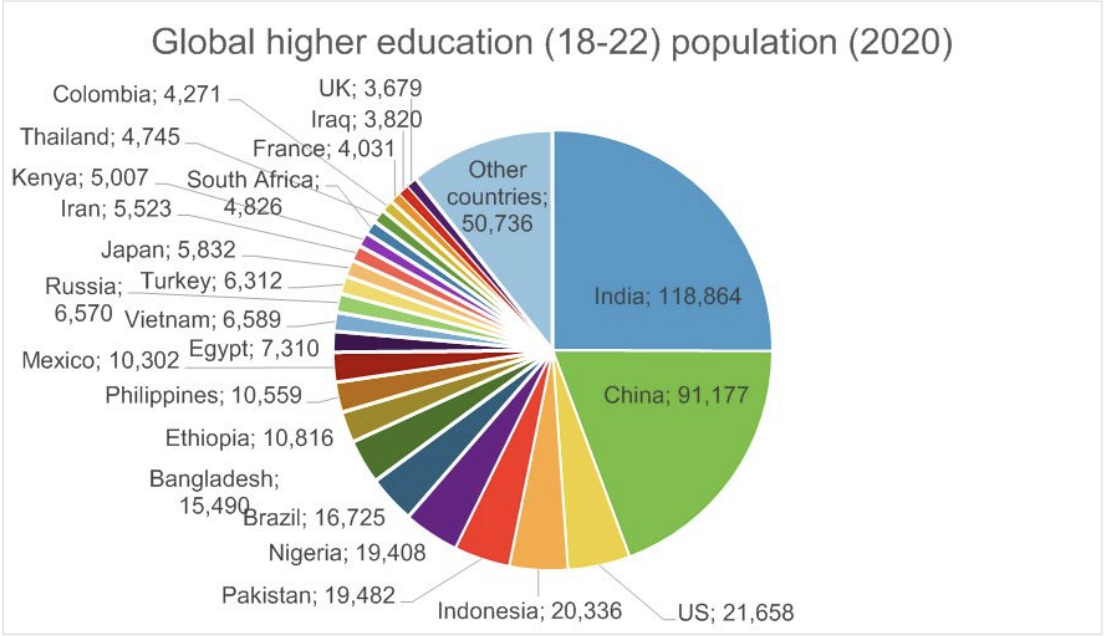 Global higher education (18-22) population (2020)
UK; 3,679
Colombia; 4,271
Iraq; 3,820
Thailand; 4,745
France; 4,031
Kenya; 5,007
South Africa;
4,826
Iran; 5,523
Japan; 5,832
Turkey; 6,312
Russia;
6,570
Vietnam; 6,589
Egypt; 7,310
Mexico; 10,302
Philippines; 10,559
Ethiopia; 10,816
Bangladesh;
15,490
Brazil; 16,725
Nigeria; 19,408
Pakistan; 19,482
Indonesia; 20,336
US; 21,658
China; 91,177
India; 118,864
Other
countries;
50,736